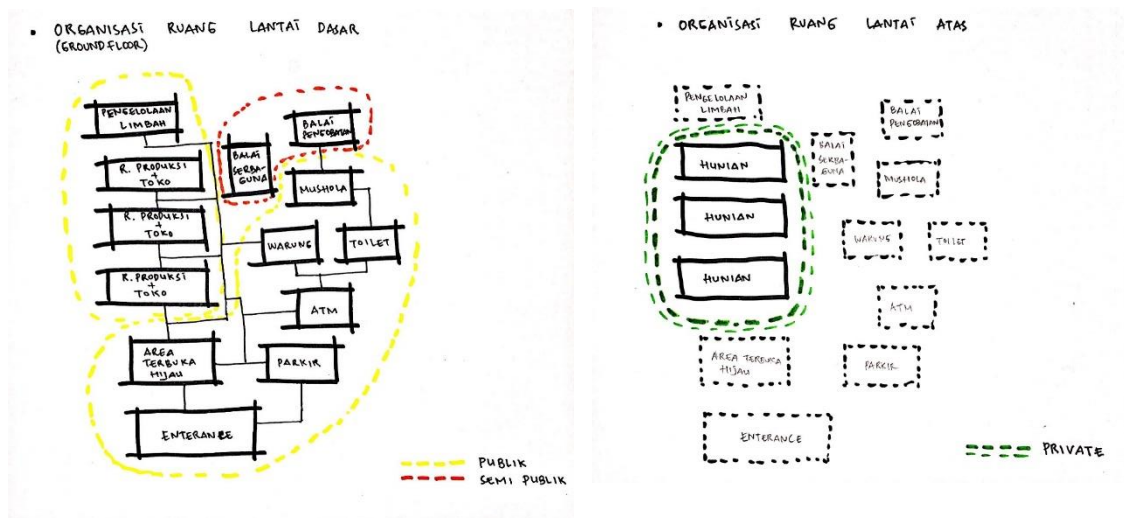 • ORGANISASI RUANG LANTAI DASAR
(GROUND FLOOR)
PENGELOLAAN
LIMBAH
R. PRODUKSI
+
TOKO
R. PRODUKSI
+
TOKO
R. PRODUKSI
+
TOKO
BALAI
SERBA-
GUNA
BALAI
PENGOBATAN
MUSHOLA
WARUNG
TOILET
ATM
AREA
TERBUKA
HIJAU
PARKIR
ENTERANCE
PUBLIK
SEMI PUBLIK
• ORGANISASI RUANG LANTAI ATAS
PENGELOLAAN
LIMBAH
BALAI
PENGOBATAN
BALAI
SERBA-
GUNA
HUNIAN
MUSHOLA
HUNIAN
WARUNG
TOILET
HUNIAN
ATM
AREA TERBUKA
HIJAU
PARKIR
ENTERANCE
PRIVATE